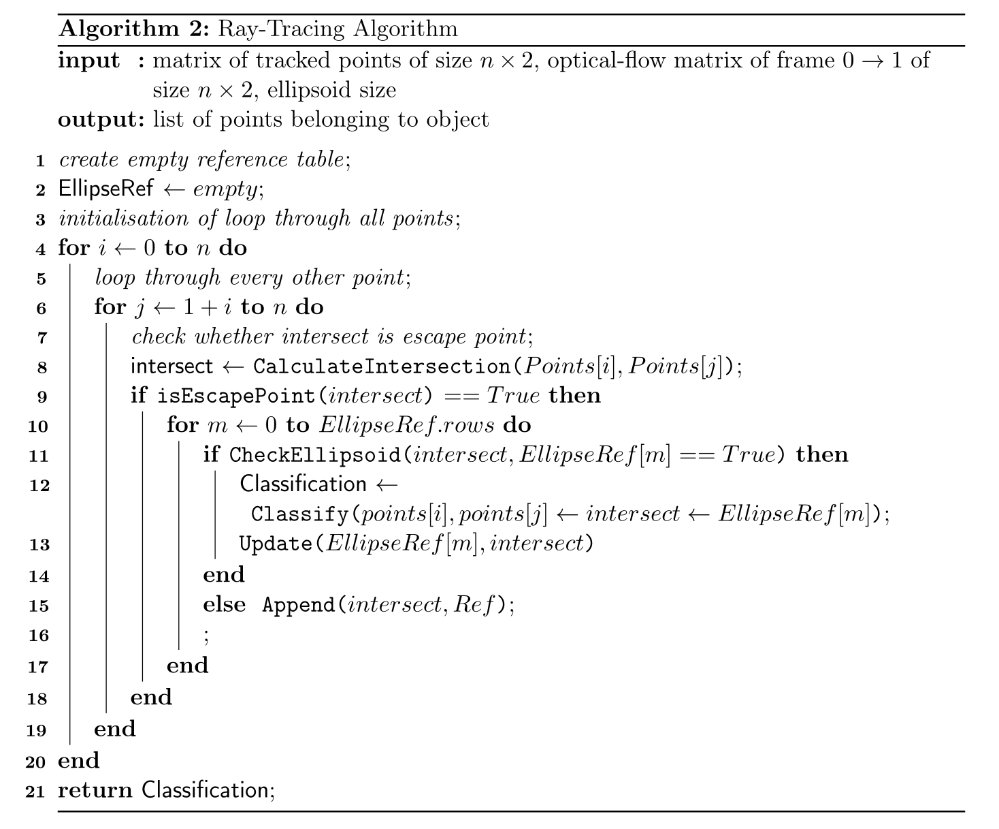 Algorithm 2: Ray-Tracing Algorithm
input : matrix of tracked points of size n × 2, optical-flow matrix of frame 0 → 1 of
size n × 2, ellipsoid size
output: list of points belonging to object
1 create empty reference table;
2 EllipseRef ← empty;
3 initialisation of loop through all points;
4 for i ← 0 to n do
5 loop through every other point;
6 for j ← 1 + i to n do
7 check whether intersect is escape point;
8 intersect ← CalculateIntersection(Points[i], Points[j]);
9 if isEscapePoint(intersect) == True then
10 for m ← 0 to EllipseRef.rows do
11 if CheckEllipsoid(intersect, EllipseRef[m] == True) then
12 Classification ←
Classify(points[i], points[j] ← intersect ← EllipseRef[m]);
13 Update(EllipseRef[m], intersect)
14 end
15 else Append(intersect, Ref);
16 ;
17 end
18 end
19 end
20 end
21 return Classification;